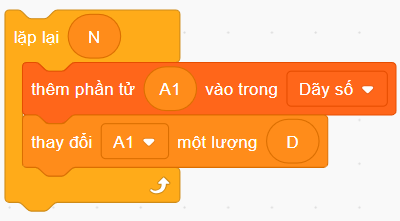 lặp lại N
thêm phần tử A1 vào trong Dãy số
thay đổi A1 một lượng D